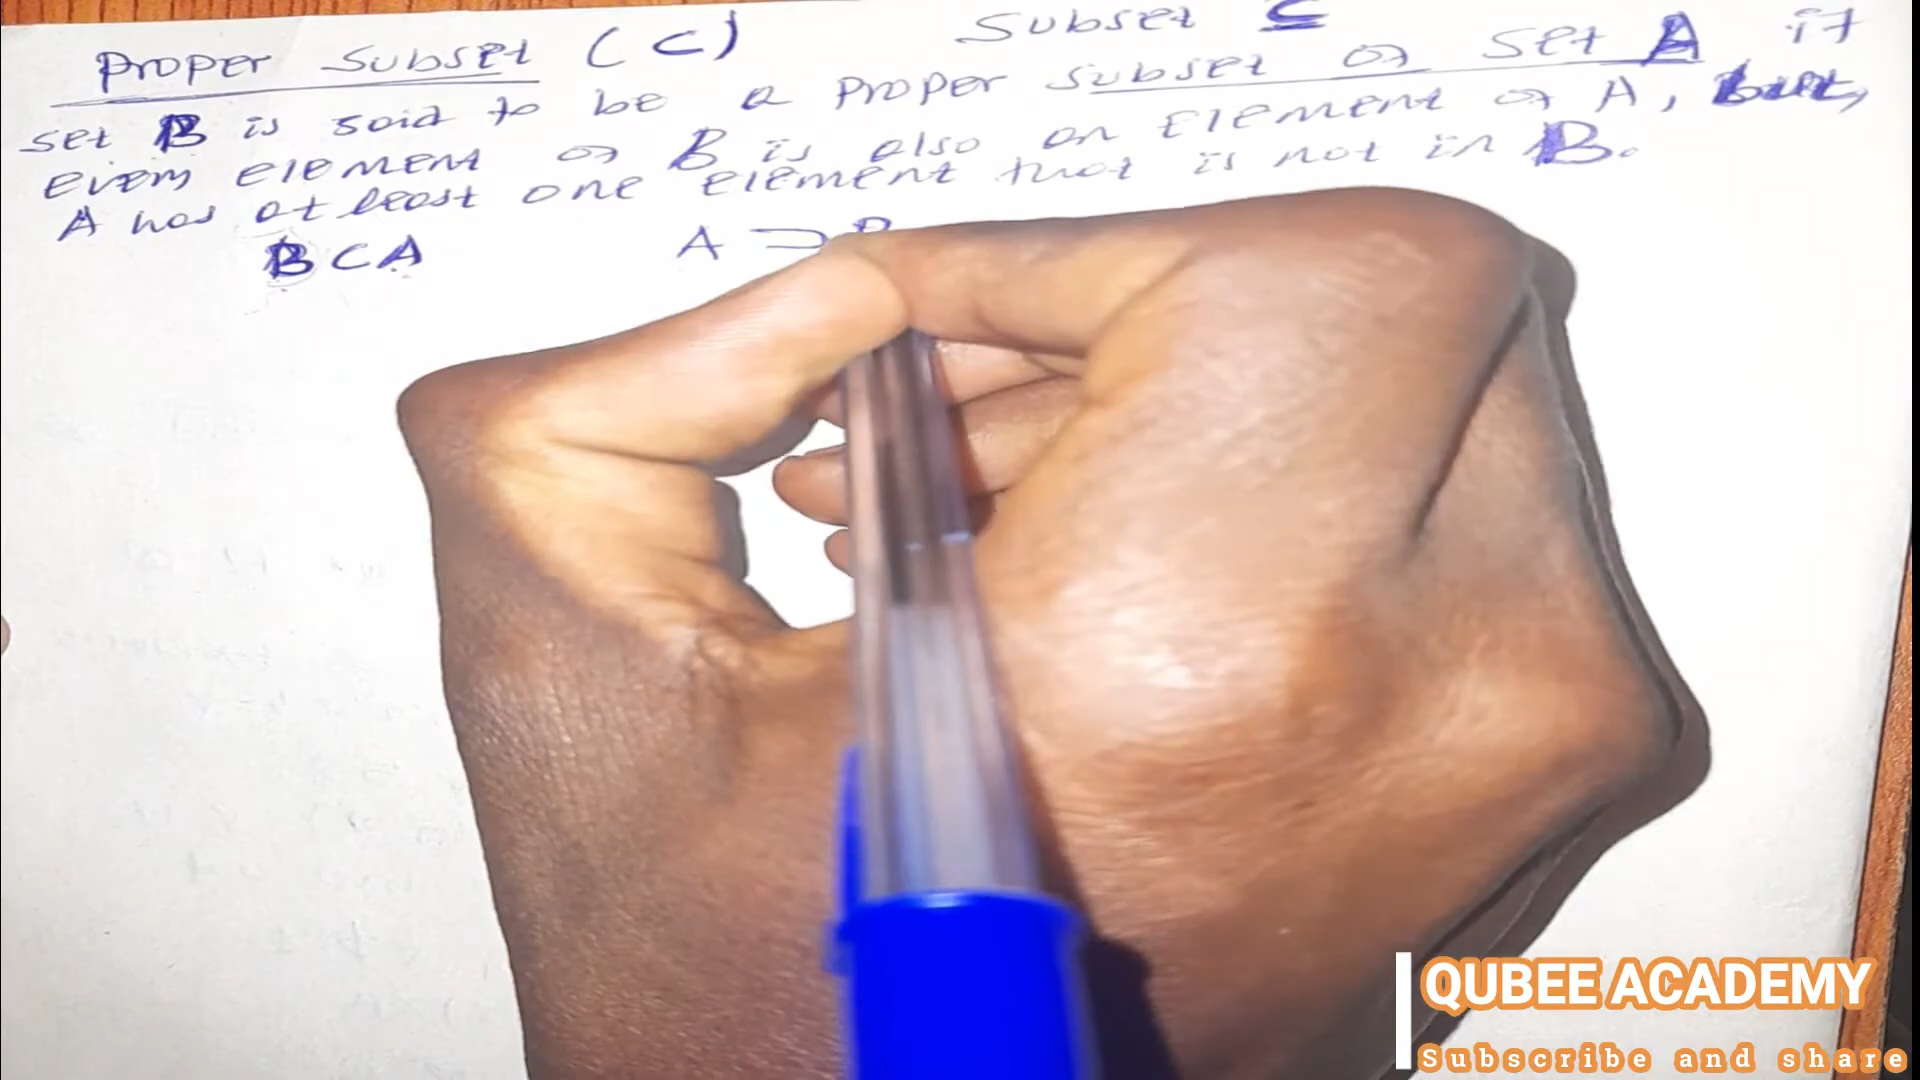 Proper Subset (⊂) Subset ⊆
Set B is said to be a proper subset of set A if
every element of B is also an element of A, but,
A has at least one element that is not in B.
B⊂A A ⊃ B
QUBEE ACADEMY
Subscribe and share